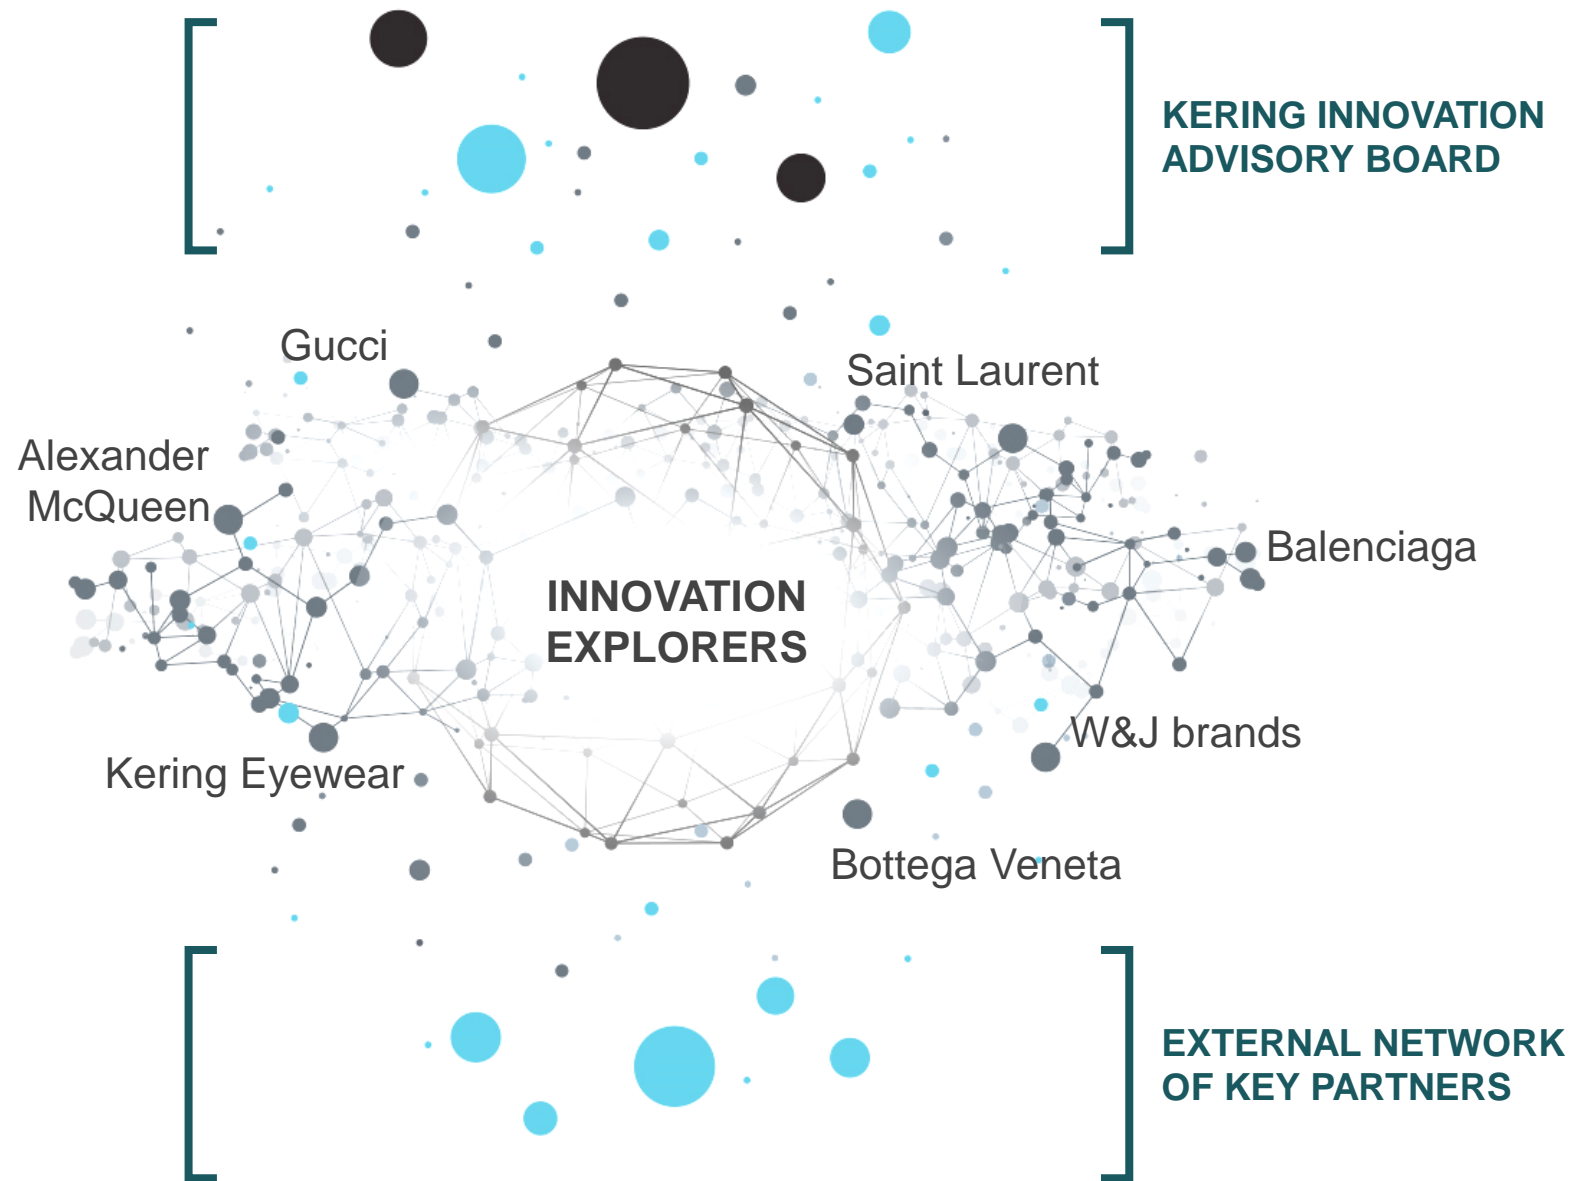 KERING INNOVATION
ADVISORY BOARD
Gucci
Saint Laurent
Alexander
McQueen
Balenciaga
INNOVATION
EXPLORERS
W&J brands
Kering Eyewear
Bottega Veneta
EXTERNAL NETWORK
OF KEY PARTNERS